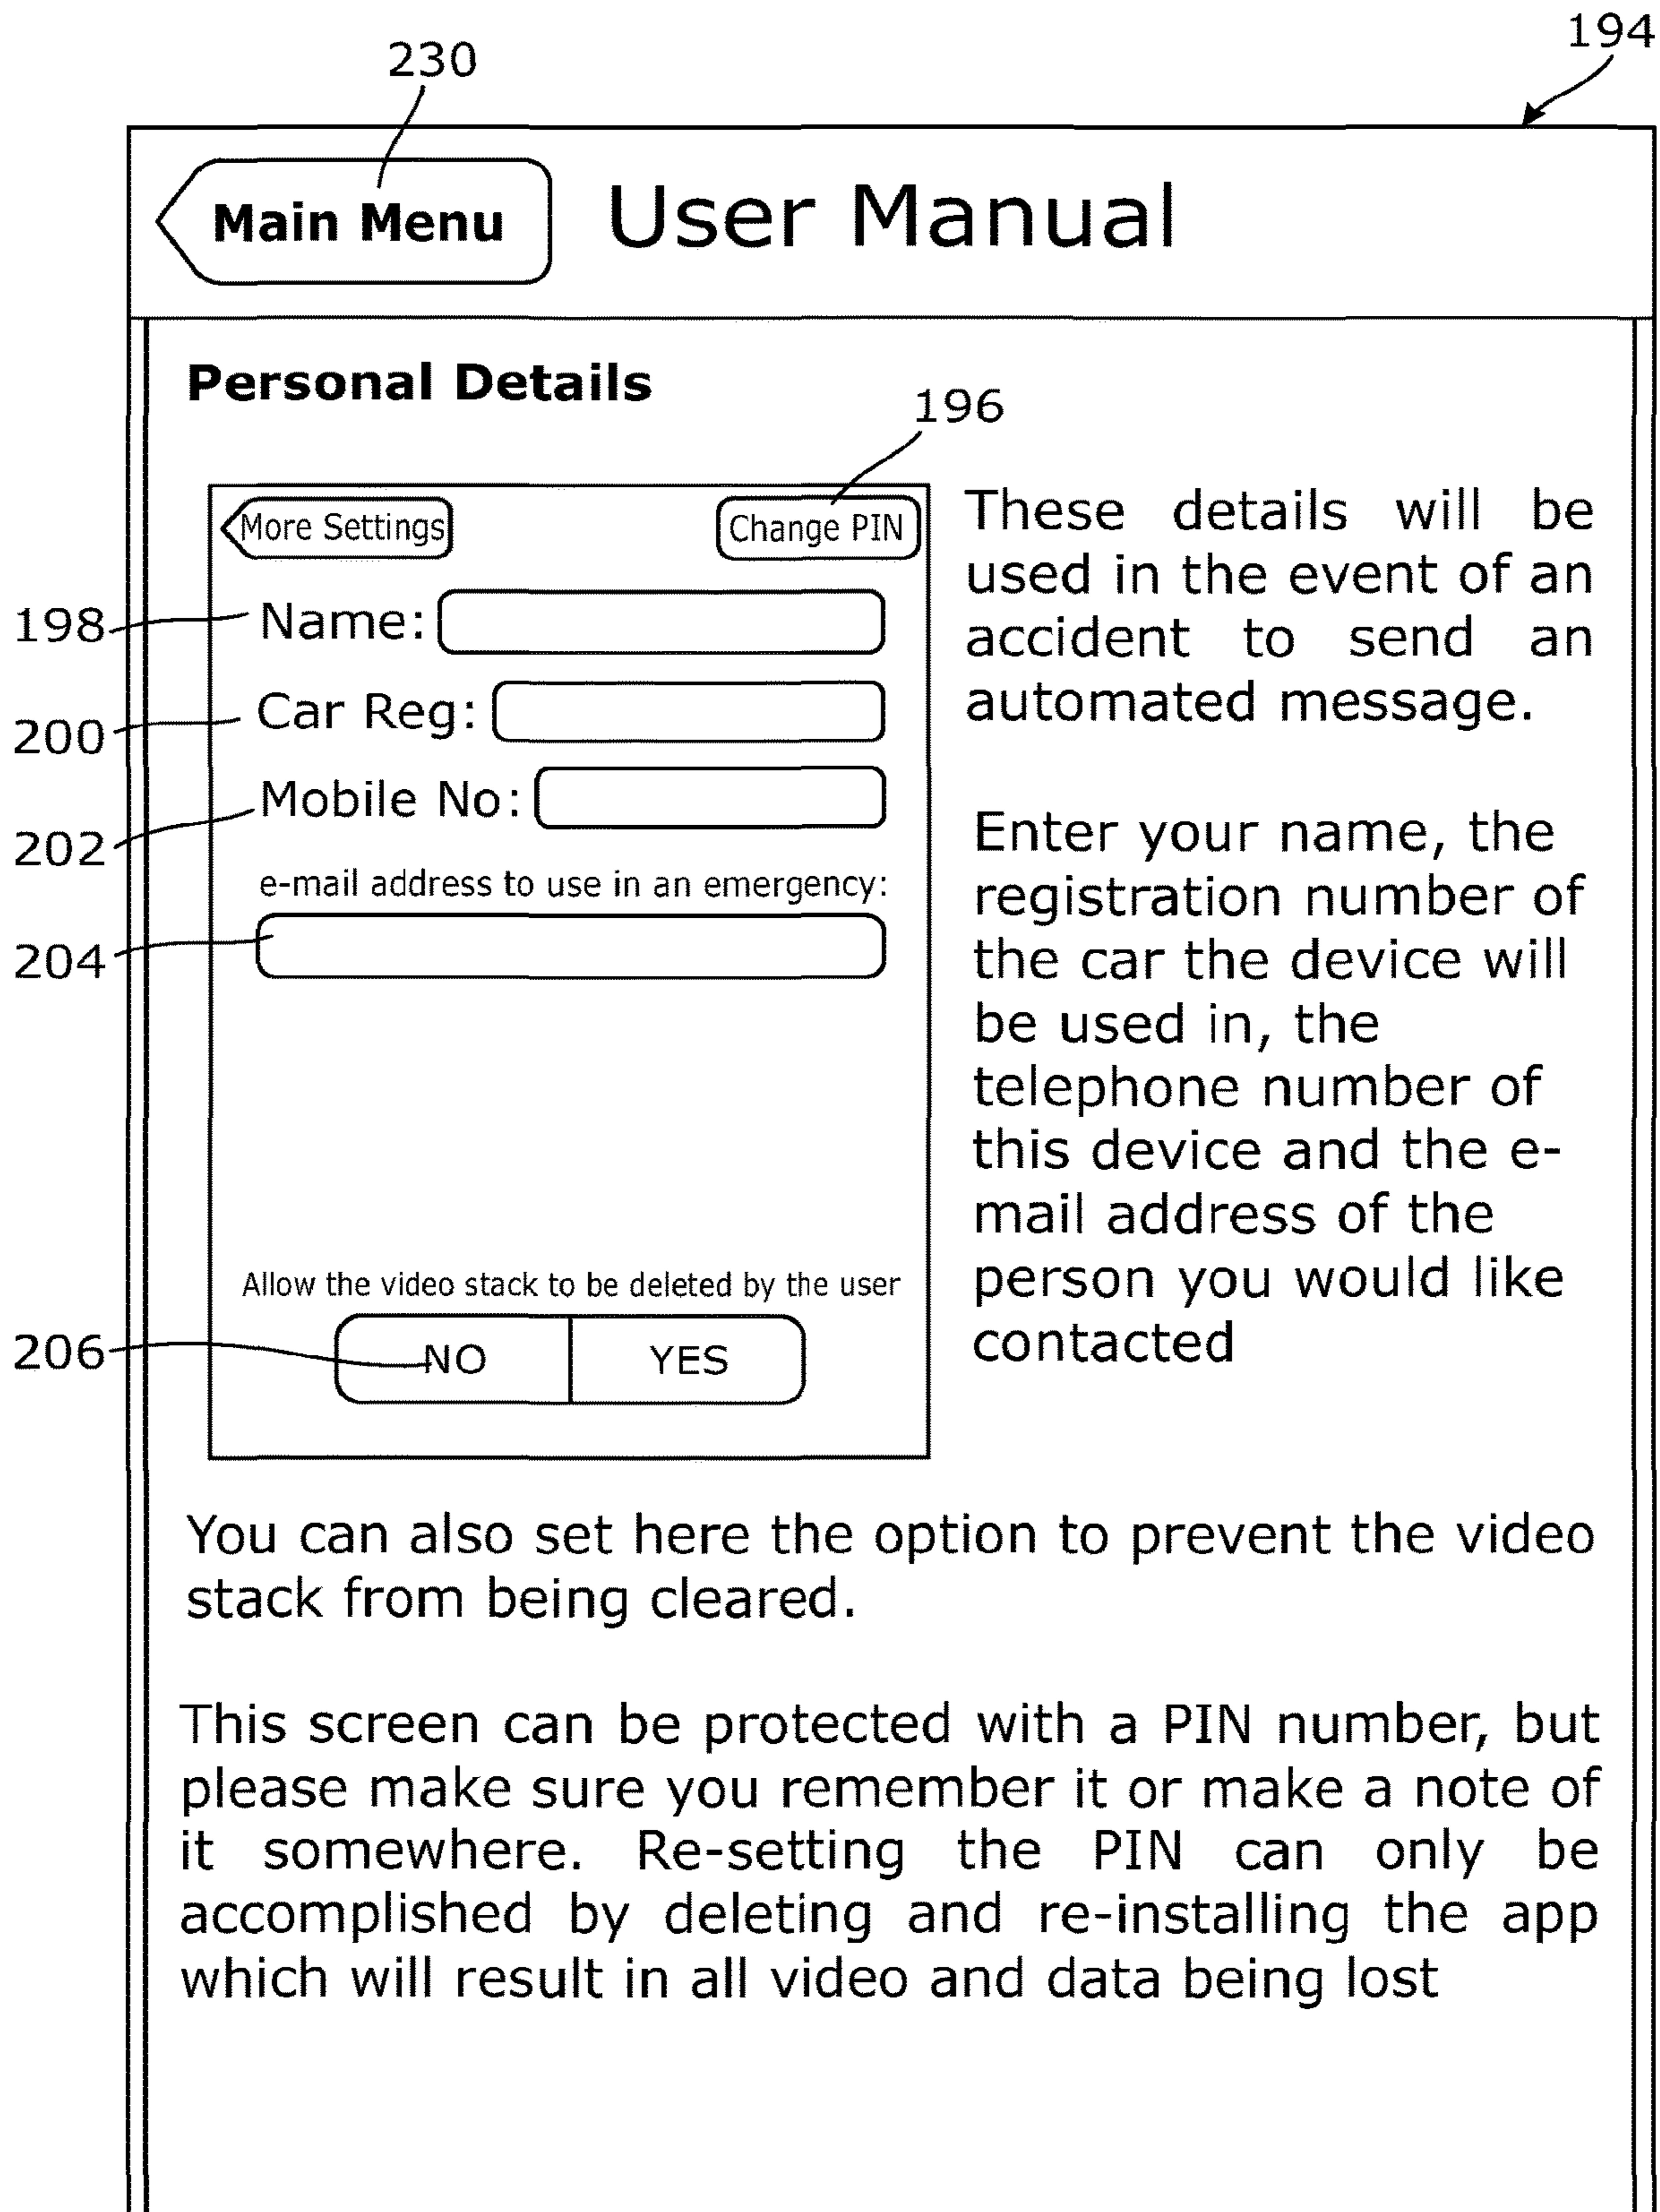 194
230
Main Menu
User Manual
Personal Details
196
More Settings
Change PIN
198
Name:
200
Car Reg:
202
Mobile No:
e-mail address to use in an emergency:
204
Allow the video stack to be deleted by the user
206
NO
YES
These details will be
used in the event of an
accident to send an
automated message.
Enter your name, the
registration number of
the car the device will
be used in, the
telephone number of
this device and the e-
mail address of the
person you would like
contacted
You can also set here the option to prevent the video
stack from being cleared.
This screen can be protected with a PIN number, but
please make sure you remember it or make a note of
it somewhere. Re-setting the PIN can only be
accomplished by deleting and re-installing the app
which will result in all video and data being lost